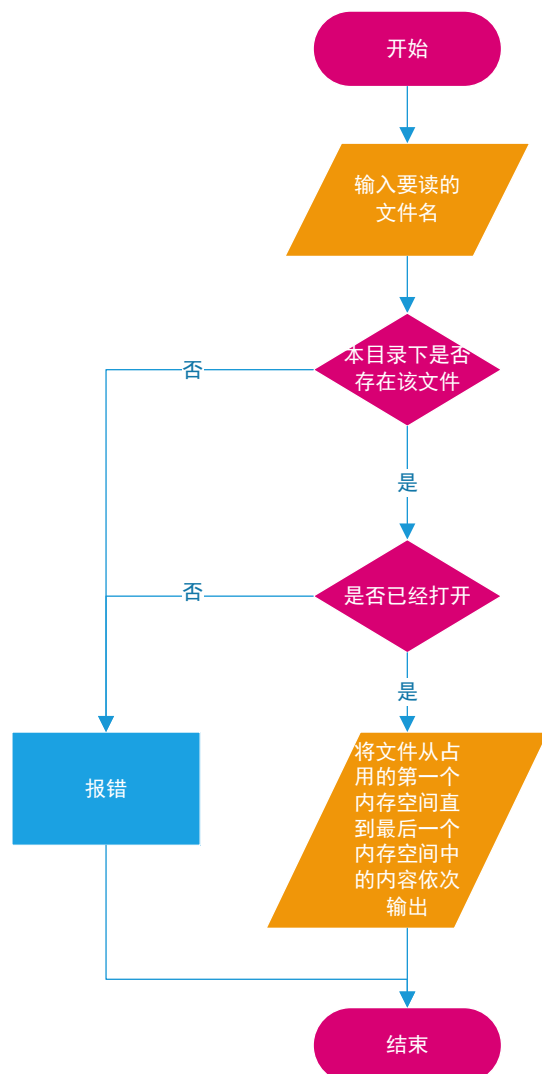 开始
输入要读的
文件名
本目录下是否
存在该文件
否
是
是否已经打开
否
是
报错
将文件从占
用的第一个
内存空间直
到最后一个
内存空间中
的内容依次
输出
结束